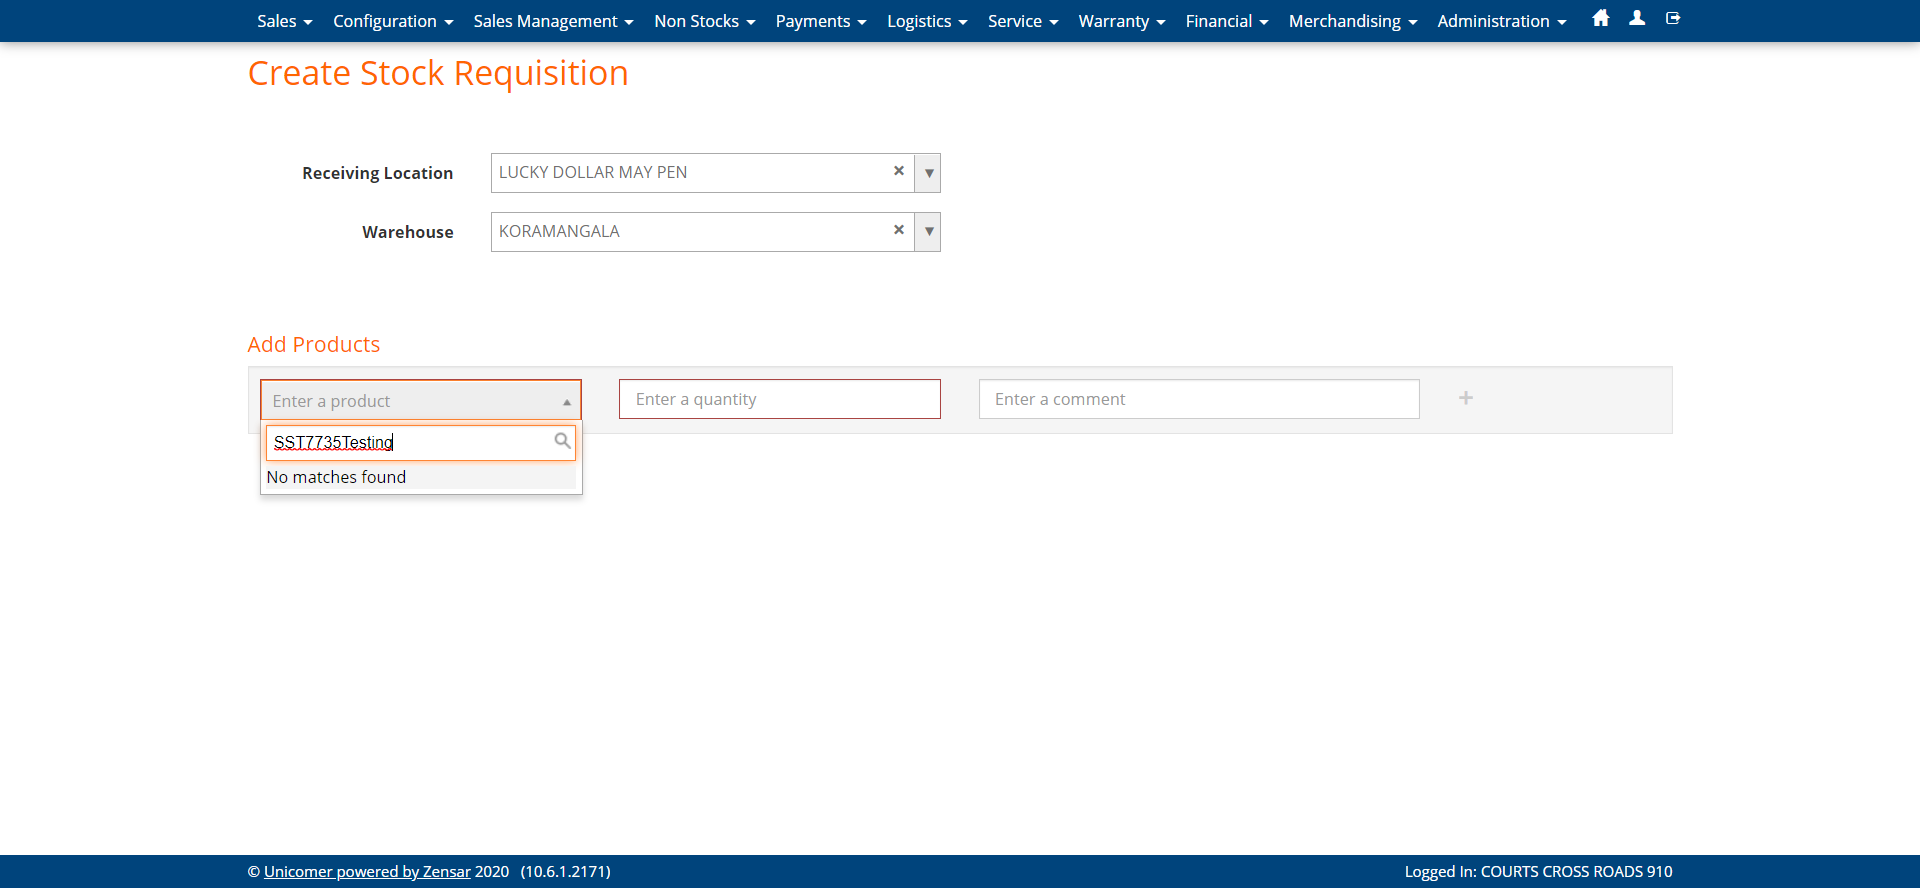 Sales Configuration Sales Management Non Stocks Payments Logistics Service Warranty Financial Merchandising Administration
Create Stock Requisition
Receiving Location LUCKY DOLLAR MAY PEN
Warehouse KORAMANGALA
Add Products
Enter a product Enter a quantity Enter a comment
SST7735Testing
No matches found
© Unicomer powered by Zensar 2020 (10.6.1.2171) Logged In: COURTS CROSS ROADS 910